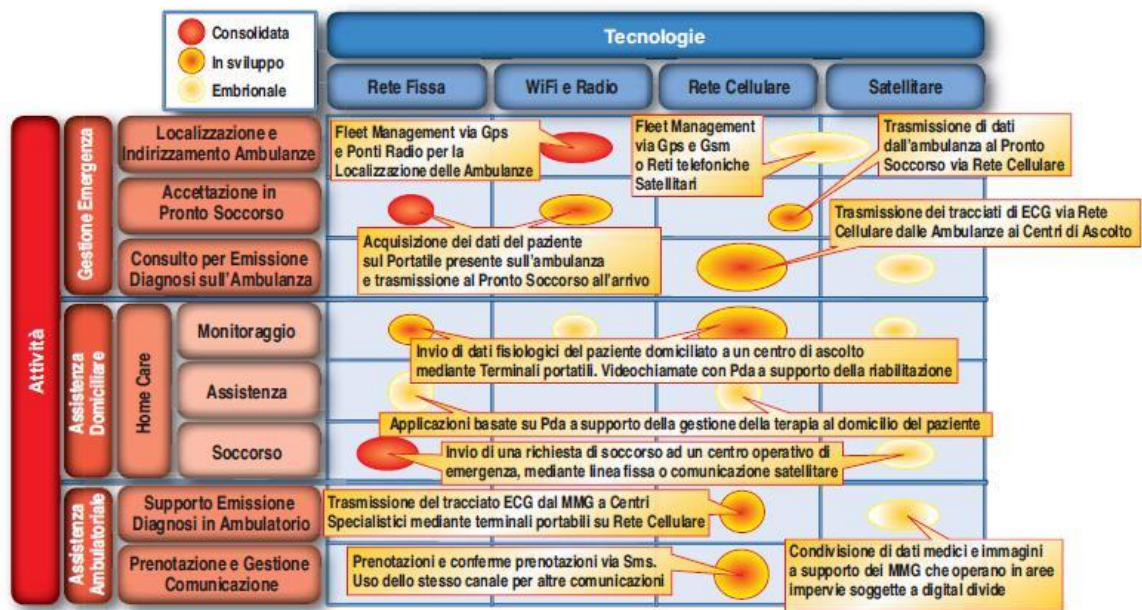 Consolidata
In sviluppo
Embrionale
Tecnologie
Rete Fissa
WiFi e Radio
Rete Cellulare
Satellitare
Attività
Gestione Emergenza
Localizzazione e
Indirizzamento Ambulanze
Fleet Management via Gps
e Ponti Radio per la
Localizzazione delle Ambulanze
Fleet Management
via Gps e Gsm
o Reti telefoniche
Satellitari
Trasmissione di dati
dall'ambulanza al Pronto
Soccorso via Rete Cellulare
Accettazione in
Pronto Soccorso
Acquisizione dei dati del paziente
sul Portatile presente sull'ambulanza
e trasmissione al Pronto Soccorso all'arrivo
Trasmissione dei tracciati di ECG via Rete
Cellulare dalle Ambulanze ai Centri di Ascolto
Consulto per Emissione
Diagnosi sull'Ambulanza
Assistenza
Domiciliare
Home Care
Monitoraggio
Invio di dati fisiologici del paziente domiciliato a un centro di ascolto
mediante Terminali portatili. Videochiamate con Pda a supporto della riabilitazione
Assistenza
Applicazioni basate su Pda a supporto della gestione della terapia al domicilio del paziente
Soccorso
Invio di una richiesta di soccorso ad un centro operativo di
emergenza, mediante linea fissa o comunicazione satellitare
Assistenza
Ambulatoriale
Supporto Emissione
Diagnosi in Ambulatorio
Trasmissione del tracciato ECG dal MMG a Centri
Specialistici mediante terminali portabili su Rete Cellulare
Prenotazione e Gestione
Comunicazione
Prenotazioni e conferme prenotazioni via Sms.
Uso dello stesso canale per altre comunicazioni
Condivisione di dati medici e immagini
a supporto dei MMG che operano in aree
impervie soggette a digital divide